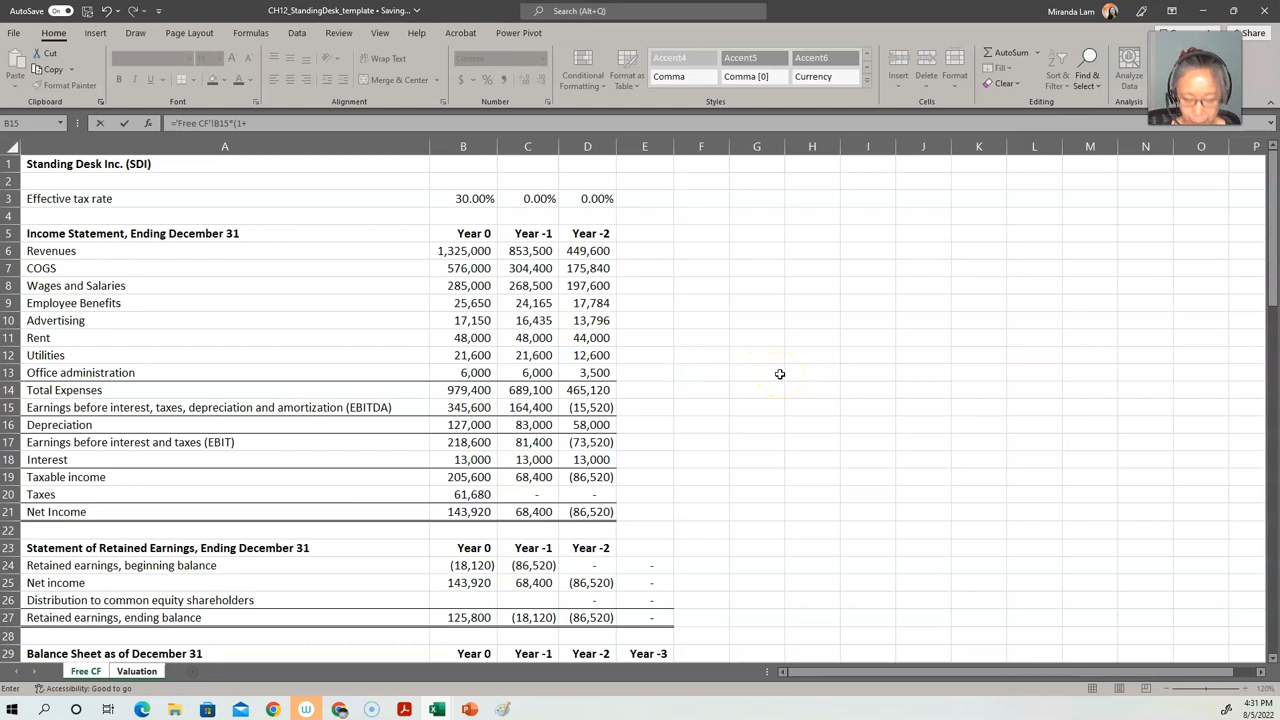 AutoSave On CH12_StandingDesk_template • Saving... Search (Alt+Q) Miranda Lam
File Home Insert Draw Page Layout Formulas Data Review View Help Acrobat Power Pivot Share
Paste Cut Copy Format Painter Clipboard
Font
Wrap Text Merge & Center Alignment
Custom Number
Conditional Formatting Format as Table
Accent4 Accent5 Accent6
Comma Comma [0] Currency
Styles
Insert Delete Format Cells
AutoSum Fill Clear Sort & Filter Find & Select Editing
Analyze Data Analysis
B15 ='Free CF'!B15*(1+
A B C D E F G H I J K L M N O P
1 Standing Desk Inc. (SDI)
2
3 Effective tax rate 30.00% 0.00% 0.00%
4
5 Income Statement, Ending December 31 Year 0 Year -1 Year -2
6 Revenues 1,325,000 853,500 449,600
7 COGS 576,000 304,400 175,840
8 Wages and Salaries 285,000 268,500 197,600
9 Employee Benefits 25,650 24,165 17,784
10 Advertising 17,150 16,435 13,796
11 Rent 48,000 48,000 44,000
12 Utilities 21,600 21,600 12,600
13 Office administration 6,000 6,000 3,500
14 Total Expenses 979,400 689,100 465,120
15 Earnings before interest, taxes, depreciation and amortization (EBITDA) 345,600 164,400 (15,520)
16 Depreciation 127,000 83,000 58,000
17 Earnings before interest and taxes (EBIT) 218,600 81,400 (73,520)
18 Interest 13,000 13,000 13,000
19 Taxable income 205,600 68,400 (86,520)
20 Taxes 61,680 - -
21 Net Income 143,920 68,400 (86,520)
22
23 Statement of Retained Earnings, Ending December 31 Year 0 Year -1 Year -2
24 Retained earnings, beginning balance (18,120) (86,520) - -
25 Net income 143,920 68,400 (86,520) -
26 Distribution to common equity shareholders - -
27 Retained earnings, ending balance 125,800 (18,120) (86,520) -
28
29 Balance Sheet as of December 31 Year 0 Year -1 Year -2 Year -3
Free CF Valuation
Enter Accessibility: Good to go 120%
4:31 PM
8/5/2022